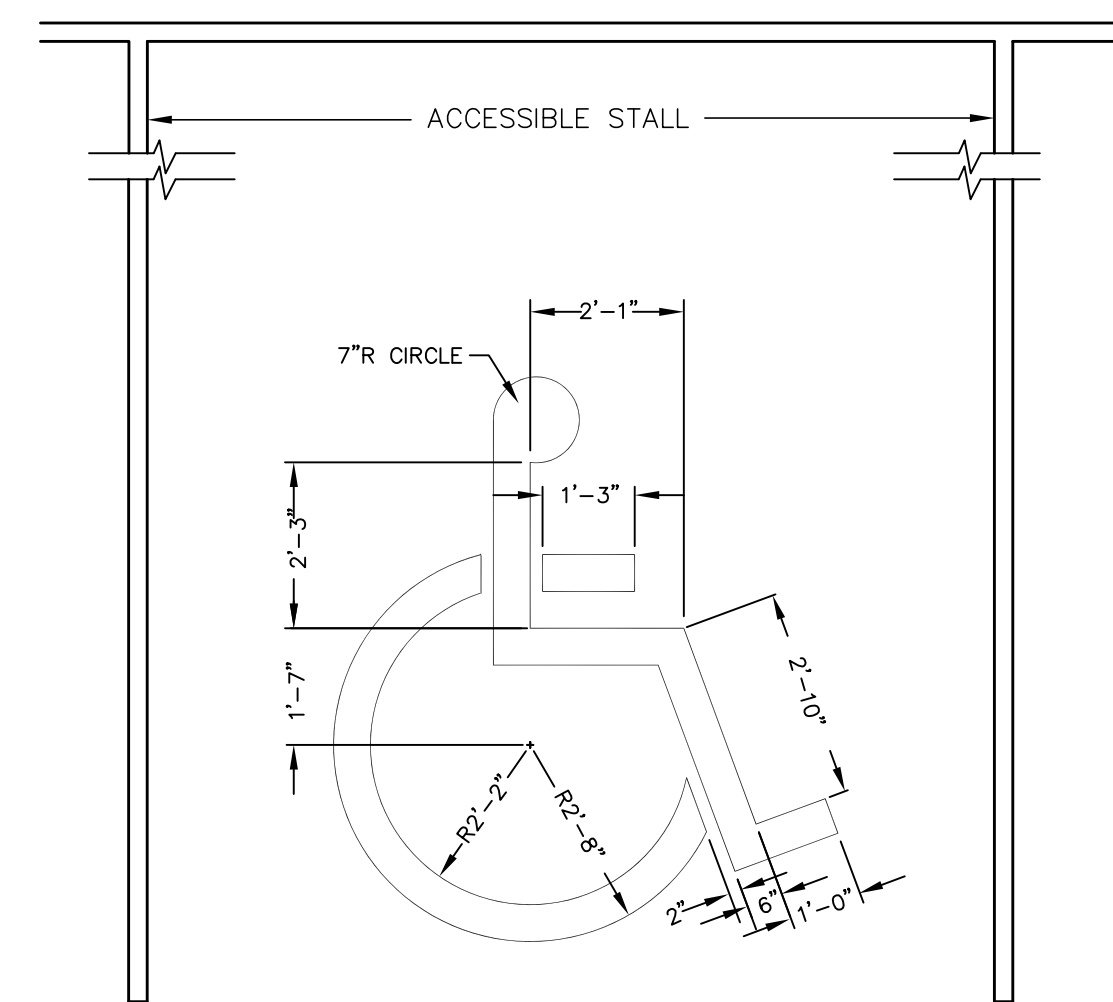 ACCESSIBLE STALL
2'-1"
7"R CIRCLE
1'-3"
2'-3"
2'-10"
1'-7"
R2'-2"
R2'-8"
2"
6"
1'-0"